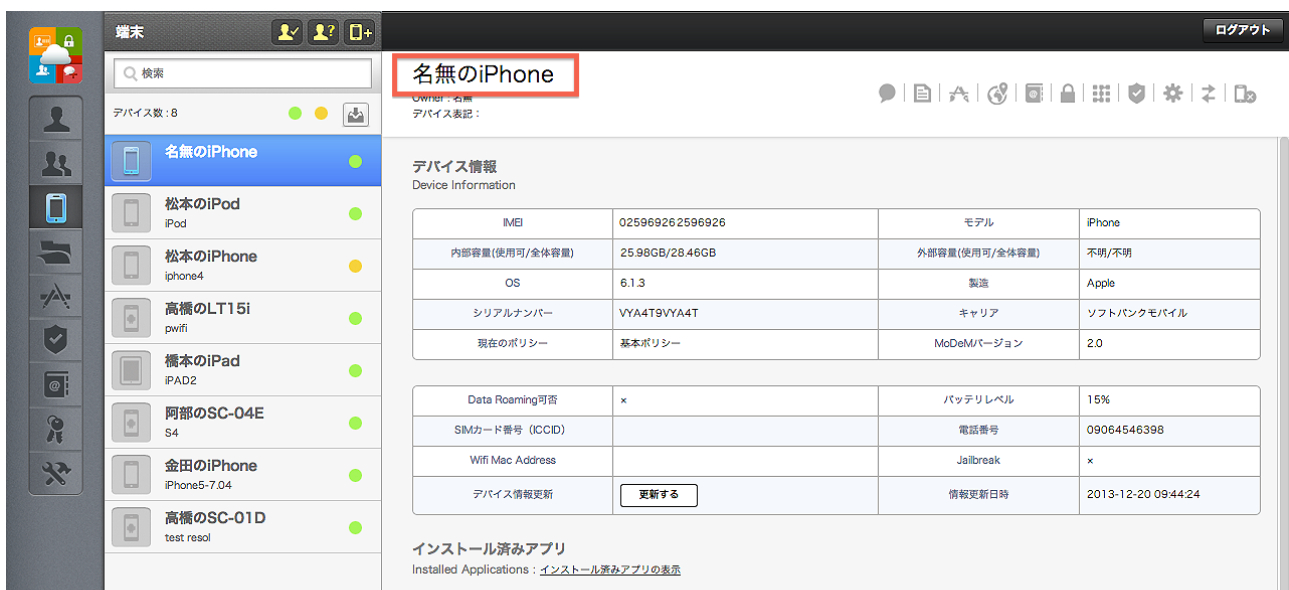 端末
ログアウト
検索
デバイス数:8
名無のiPhone
松本のiPod
iPod
松本のiPhone
iphone4
高橋のLT15i
pwifi
橋本のiPad
iPAD2
阿部のSC-04E
S4
金田のiPhone
iPhone5-7.04
高橋のSC-01D
test resol
名無のiPhone
Owner : 名無
デバイス表記 :
デバイス情報
Device Information
IMEI 025969262596926 モデル iPhone
内部容量(使用可/全体容量) 25.98GB/28.46GB 外部容量(使用可/全体容量) 不明/不明
OS 6.1.3 製造 Apple
シリアルナンバー VYA4T9VYA4T キャリア ソフトバンクモバイル
現在のポリシー 基本ポリシー MoDeMバージョン 2.0
Data Roaming可否 × バッテリレベル 15%
SIMカード番号 (ICCID) 電話番号 09064546398
Wifi Mac Address Jailbreak ×
デバイス情報更新 更新する 情報更新日時 2013-12-20 09:44:24
インストール済みアプリ
Installed Applications : インストール済みアプリの表示